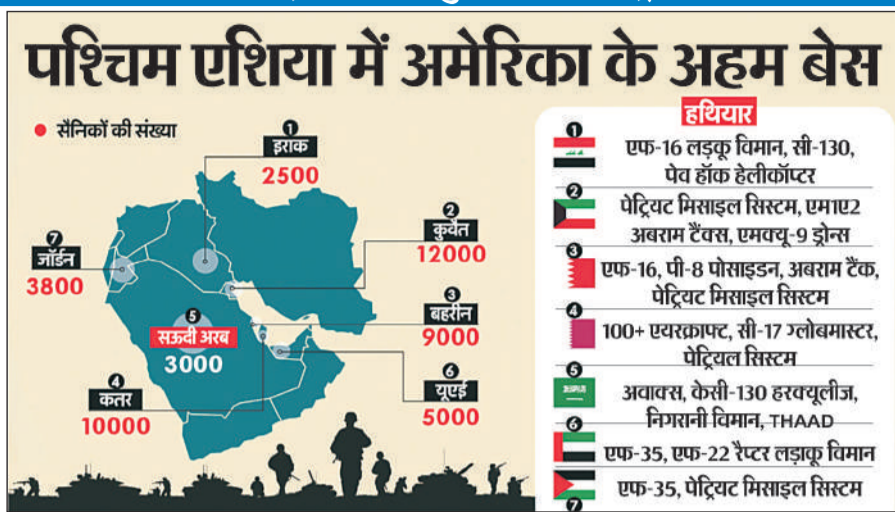 पश्चिम एशिया में अमेरिका के अहम बेस
सैनिकों की संख्या
1
इराक
2500
2
कुवैत
12000
3
बहरीन
9000
4
कतर
10000
5
सऊदी अरब
3000
6
यूएई
5000
7
जॉर्डन
3800
हथियार
1
एफ-16 लड़कू विमान, सी-130,
पेव हॉक हेलीकॉप्टर
2
पेट्रियट मिसाइल सिस्टम, एम1ए2
अबराम टैंक्स, एमक्यू-9 ड्रोन्स
3
एफ-16, पी-8 पोसाइडन, अबराम टैंक,
पेट्रियट मिसाइल सिस्टम
4
100+ एयरक्राफ्ट, सी-17 ग्लोबमास्टर,
पेट्रियल सिस्टम
5
अवाक्स, केसी-130 हरक्यूलीज,
निगरानी विमान, THAAD
6
एफ-35, एफ-22 रैप्टर लड़ाकू विमान
एफ-35, पेट्रियट मिसाइल सिस्टम
7